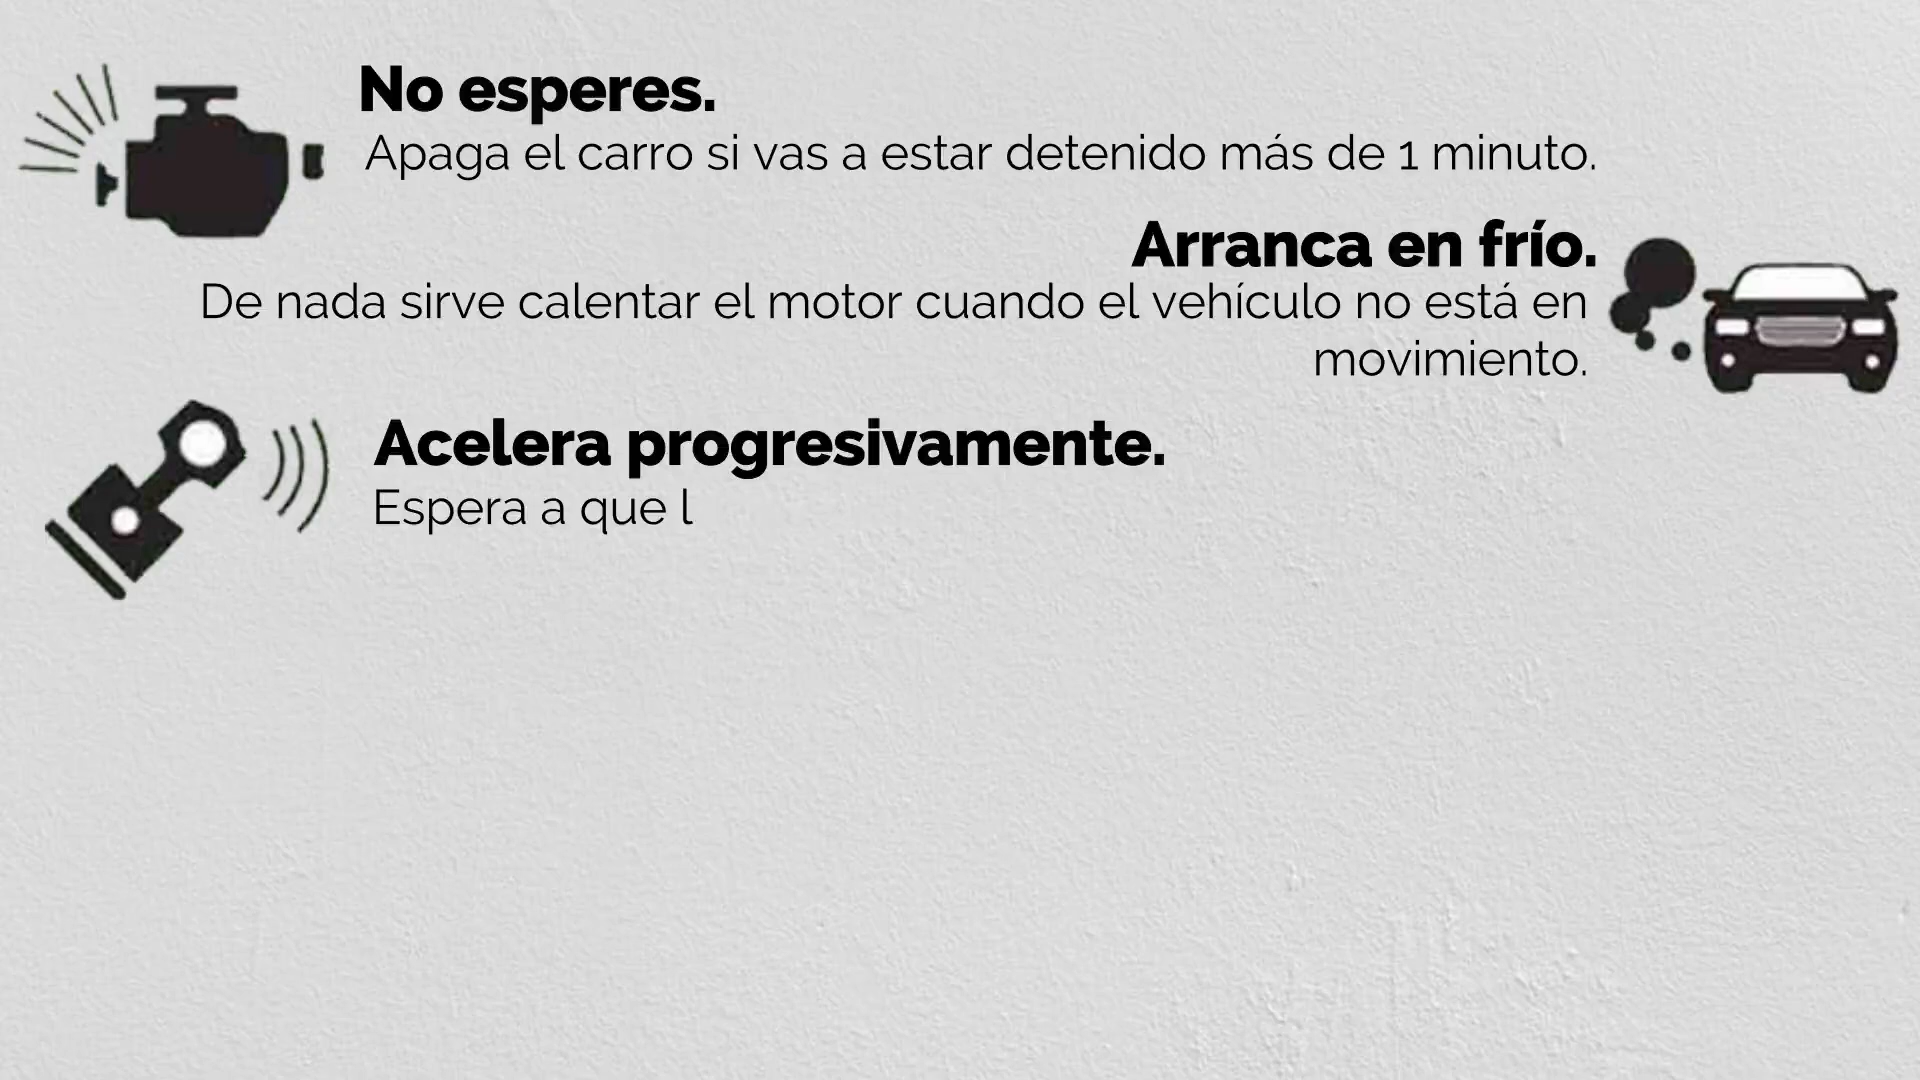 No esperes.
Apaga el carro si vas a estar detenido más de 1 minuto.
Arranca en frío.
De nada sirve calentar el motor cuando el vehículo no está en
movimiento.
Acelera progresivamente.
Espera a que l